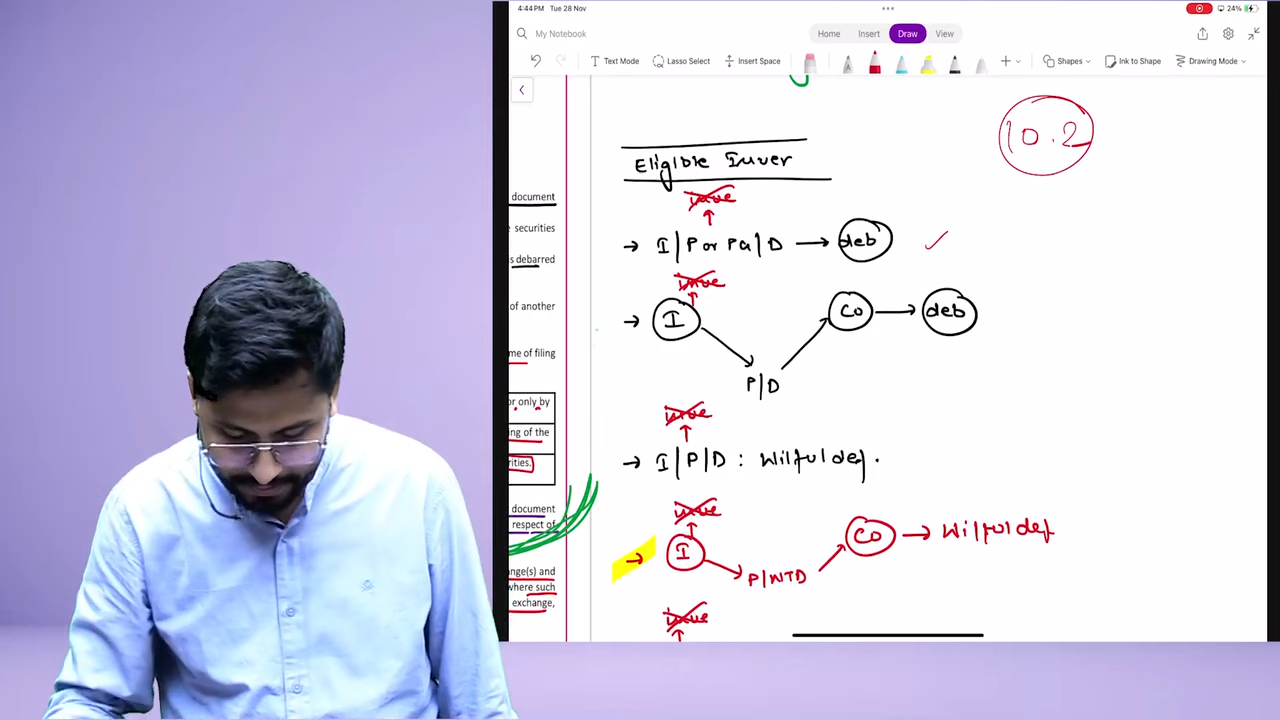 4:44 PM Tue 28 Nov
24%
My Notebook
Home Insert Draw View
Text Mode Lasso Select Insert Space Shapes Ink to Shape Drawing Mode
document
securities
s debarred
of another
me of filing
or only by
ing of the
rities.
document
respect of
nge(s) and
where such
exchange,
10.2
Eligible
→ I | P or PG | D → deb ✓
→ I Co → deb
P | D
→ I | P | D : Wilful def.
→ I Co → Wilful def
P | WTD